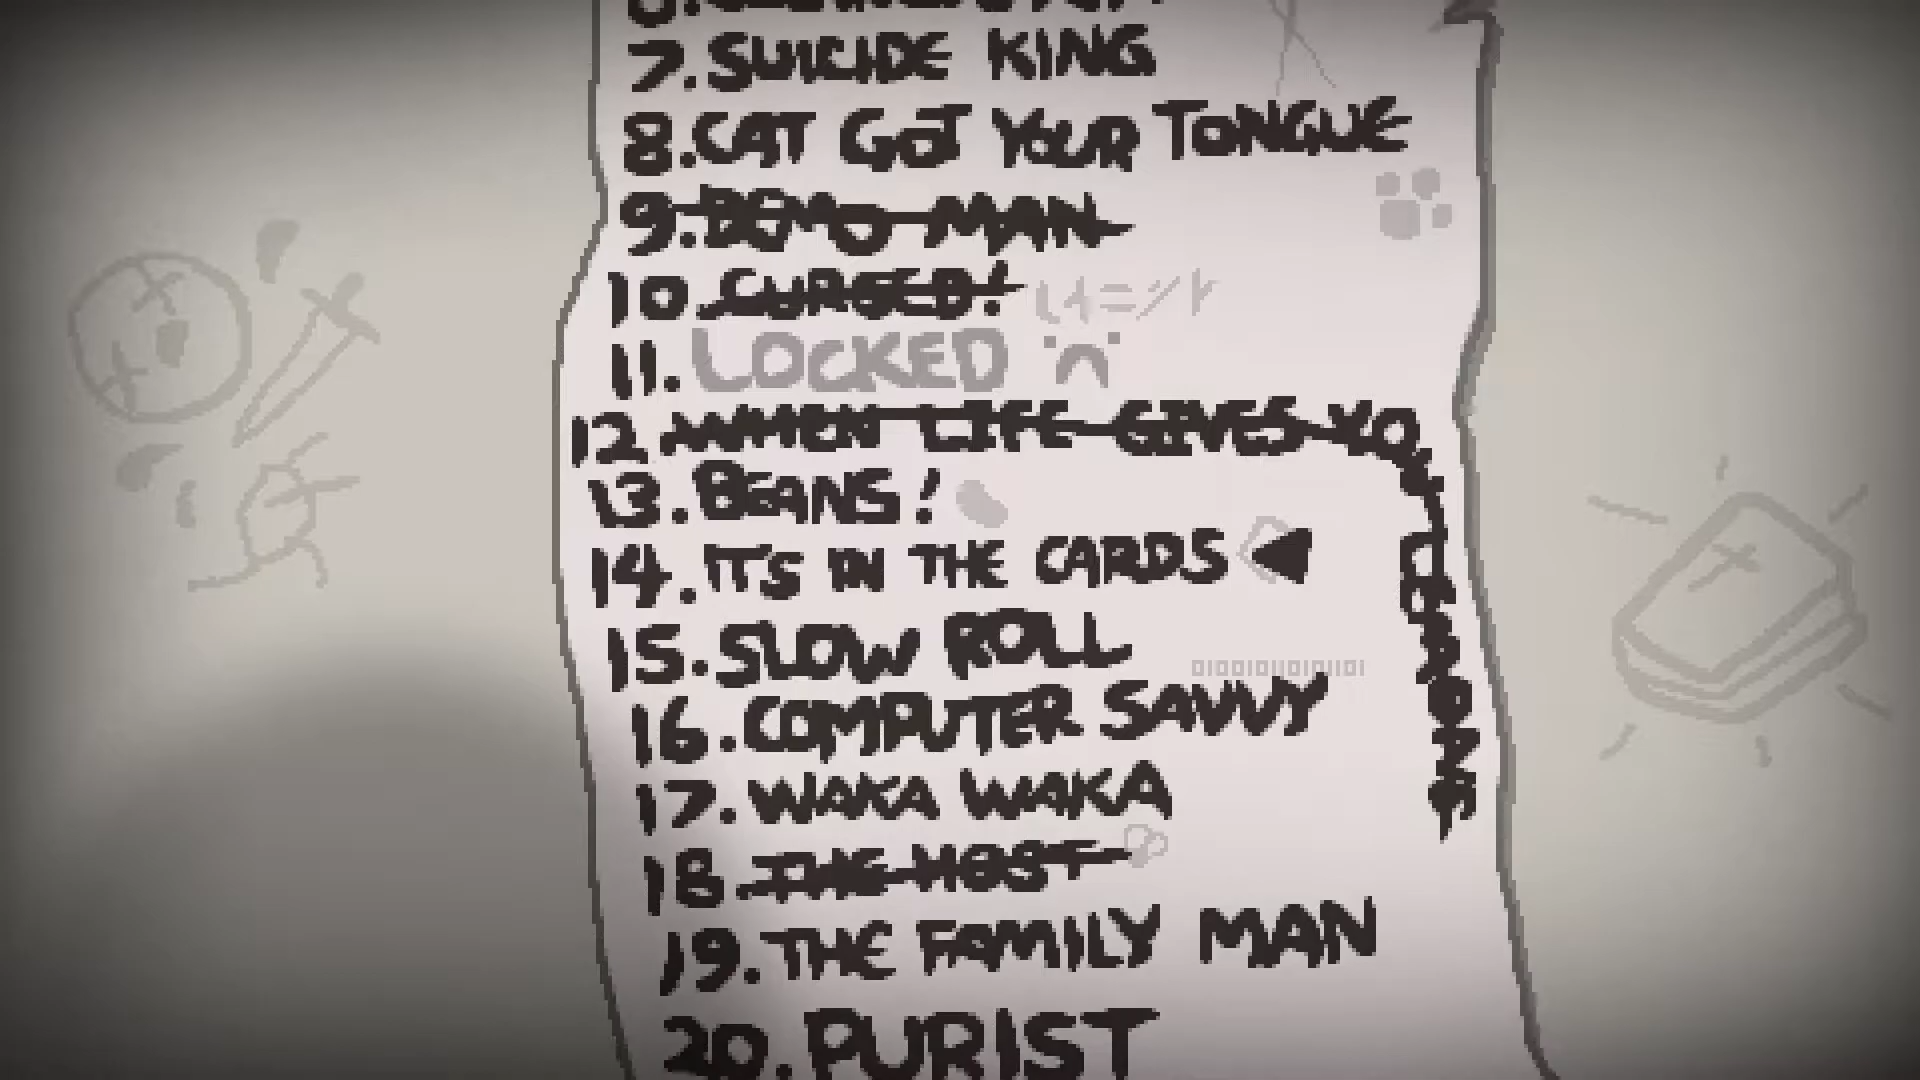 7. SUICIDE KING
8. CAT GOT YOUR TONGUE
9. DEMO MAN
10. CURSED!
11. LOCKED
12. WHEN LIFE GIVES YOU LEMONS
13. BEANS!
14. IT'S IN THE CARDS
15. SLOW ROLL
010010110101101
16. COMPUTER SAVVY
17. WAKA WAKA
18. THE HOST
19. THE FAMILY MAN
20. PURIST